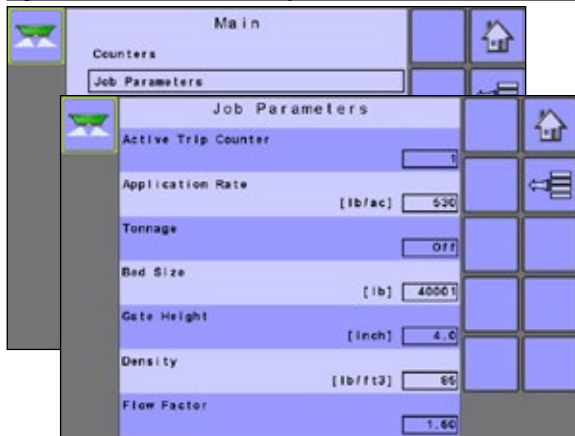 Main
Counters
Job Parameters
Job Parameters
Active Trip Counter
1
Application Rate
[lb/ac] 530
Tonnage
Off
Bed Size
[lb] 40001
Gate Height
[inch] 4.0
Density
[lb/ft3] 65
Flow Factor
1.60